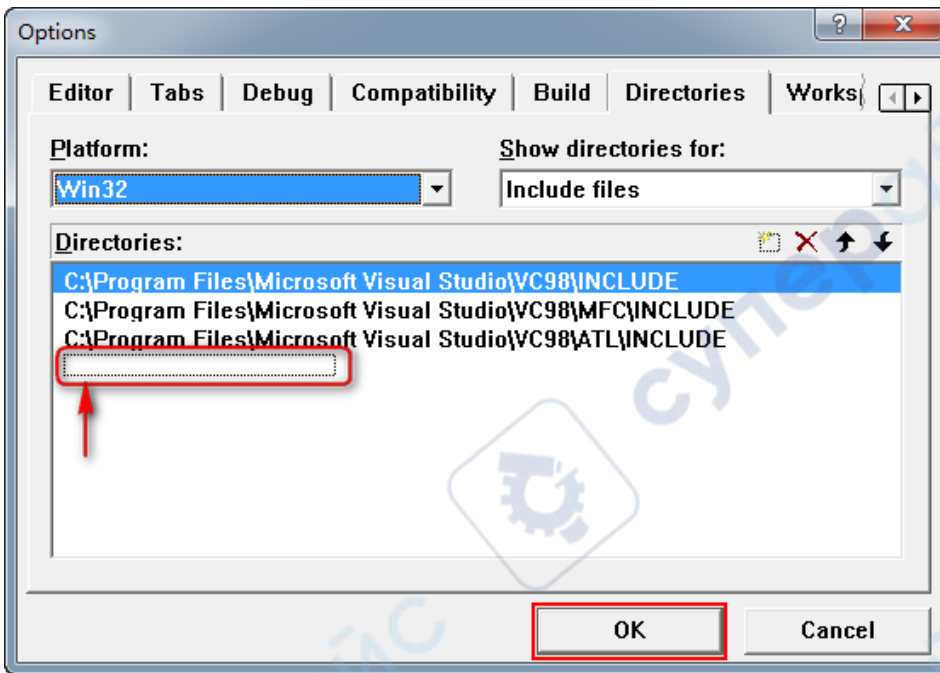 Options
Editor Tabs Debug Compatibility Build Directories Works
Platform: Show directories for:
Win32 Include files
Directories:
C:\Program Files\Microsoft Visual Studio\VC98\INCLUDE
C:\Program Files\Microsoft Visual Studio\VC98\MFC\INCLUDE
C:\Program Files\Microsoft Visual Studio\VC98\ATL\INCLUDE
OK Cancel